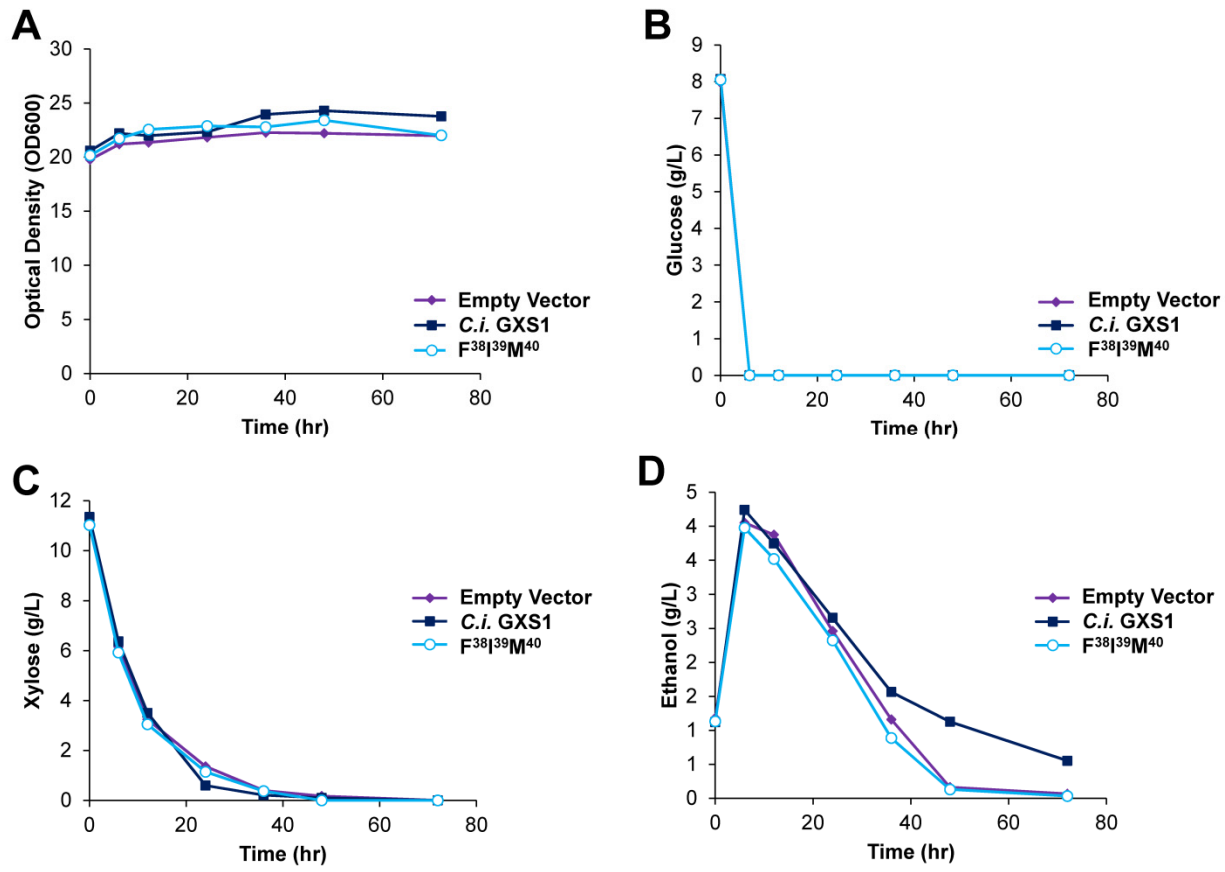 A
30
25
20
15
10
5
0
Optical Density (OD600)
0 20 40 60 80
Time (hr)
Empty Vector
C.i. GXS1
F³⁸I³⁹M⁴⁰
B
9
8
7
6
5
4
3
2
1
0
Glucose (g/L)
0 20 40 60 80
Time (hr)
Empty Vector
C.i. GXS1
F³⁸I³⁹M⁴⁰
C
12
10
8
6
4
2
0
Xylose (g/L)
0 20 40 60 80
Time (hr)
Empty Vector
C.i. GXS1
F³⁸I³⁹M⁴⁰
D
5
4
4
3
3
2
2
1
1
0
Ethanol (g/L)
0 20 40 60 80
Time (hr)
Empty Vector
C.i. GXS1
F³⁸I³⁹M⁴⁰